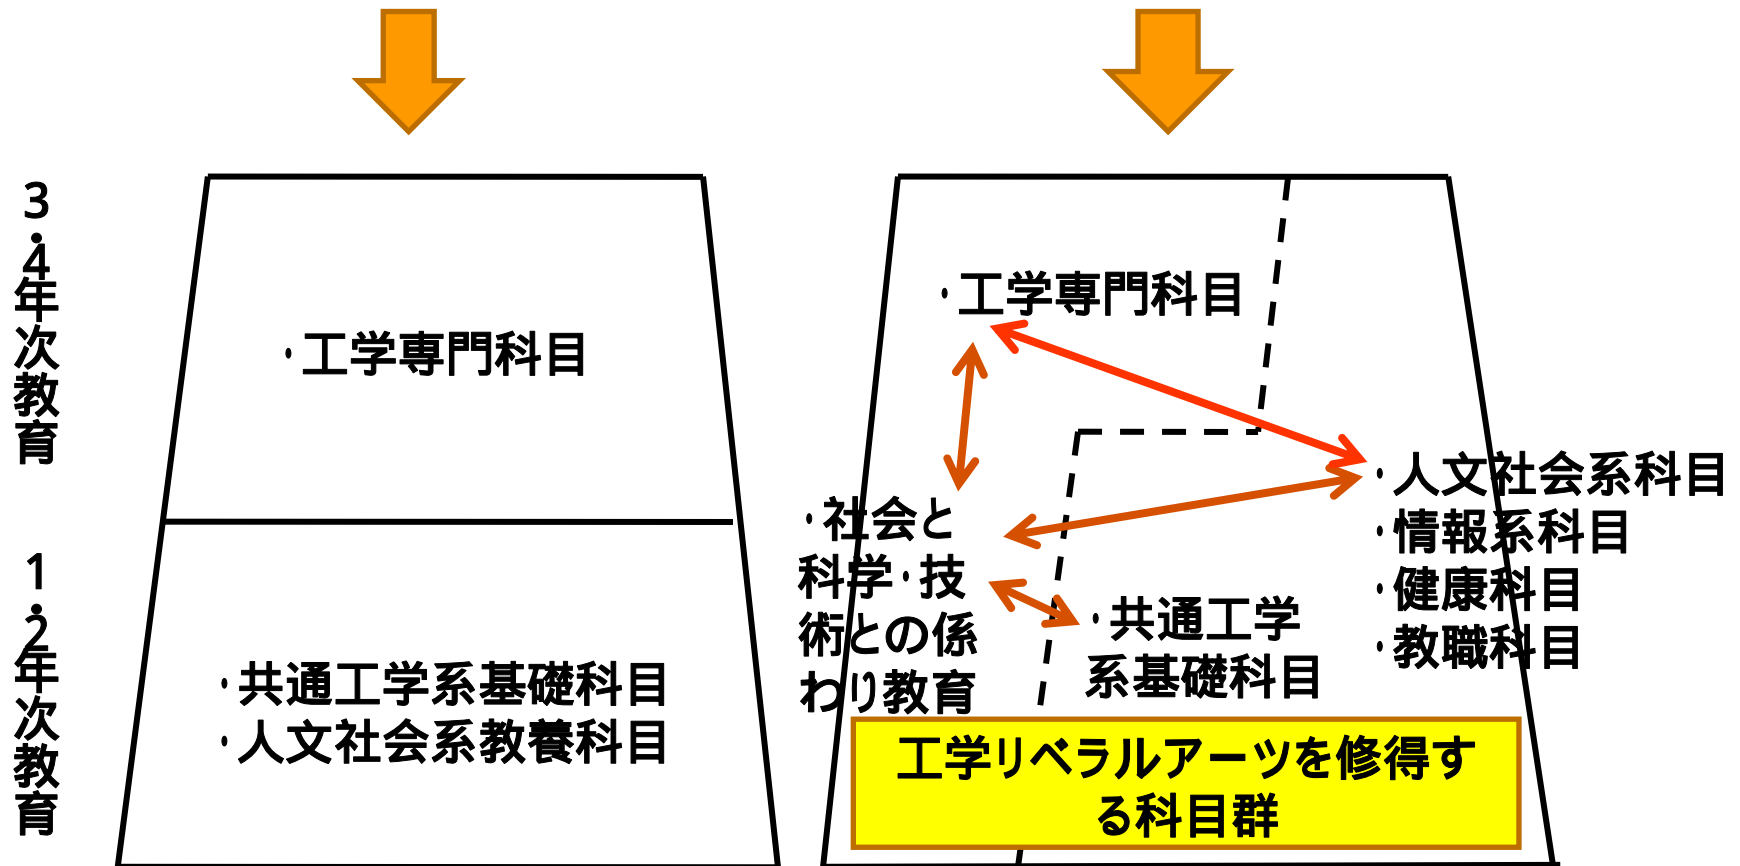 3・4年次教育
1・2年次教育
・工学専門科目
・共通工学系基礎科目
・人文社会系教養科目
・工学専門科目
・社会と
科学・技
術との係
わり教育
・共通工学
系基礎科目
・人文社会系科目
・情報系科目
・健康科目
・教職科目
工学リベラルアーツを修得す
る科目群